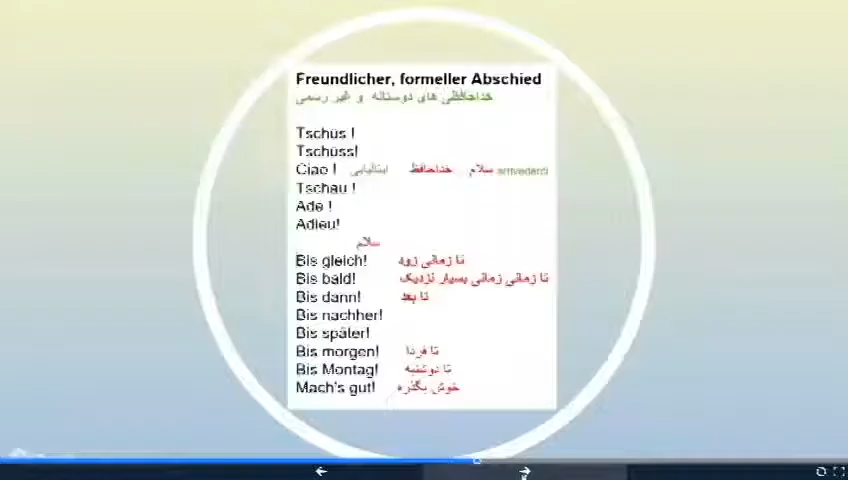 Freundlicher, formeller Abschied
خداحافظی های دوستانه و غیر رسمی
Tschüs !
Tschüss!
Ciao ! ایتالیایی خداحافظ سلام arrivederci
Tschau !
Ade !
Adieu!
سلام
Bis gleich! تا زمانی زود
Bis bald! تا زمانی زمانی بسیار نزدیک
Bis dann! تا بعد
Bis nachher!
Bis später!
Bis morgen! تا فردا
Bis Montag! تا دوشنبه
Mach's gut! خوش بگذره